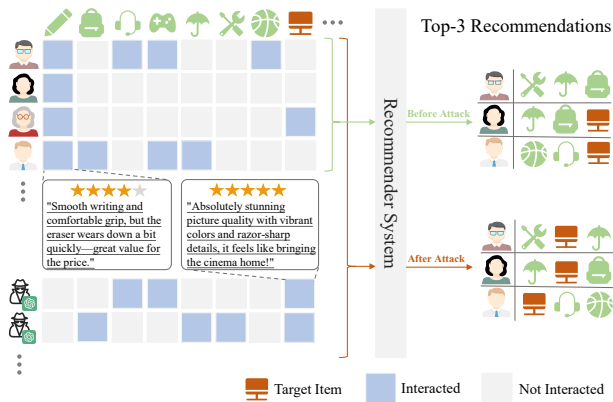 Top-3 Recommendations
Recommender System
Before Attack
"Smooth writing and
comfortable grip, but the
eraser wears down a bit
quickly—great value for
the price."
"Absolutely stunning
picture quality with vibrant
colors and razor-sharp
details, it feels like bringing
the cinema home!"
After Attack
Target Item
Interacted
Not Interacted